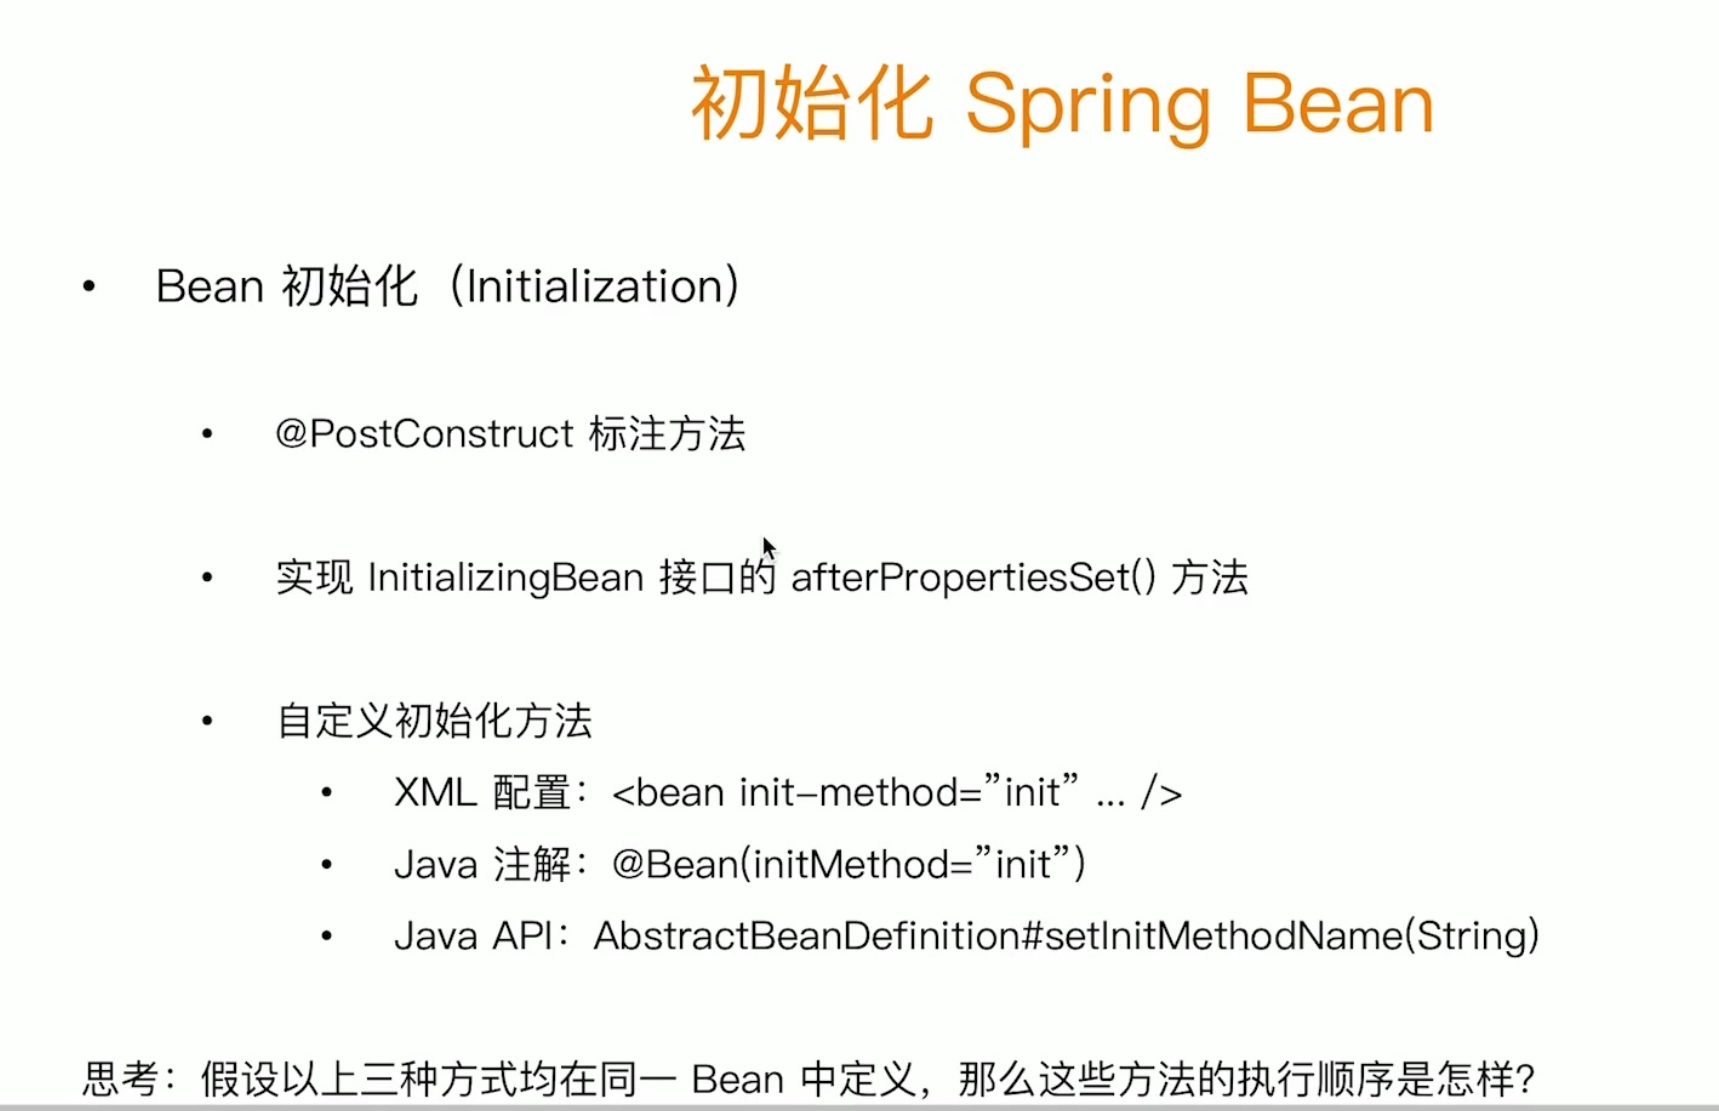 初始化 Spring Bean
• Bean 初始化（Initialization）
• @PostConstruct 标注方法
• 实现 InitializingBean 接口的 afterPropertiesSet() 方法
• 自定义初始化方法
• XML 配置：<bean init-method=”init” ... />
• Java 注解：@Bean(initMethod=”init”)
• Java API：AbstractBeanDefinition#setInitMethodName(String)
思考：假设以上三种方式均在同一 Bean 中定义，那么这些方法的执行顺序是怎样？